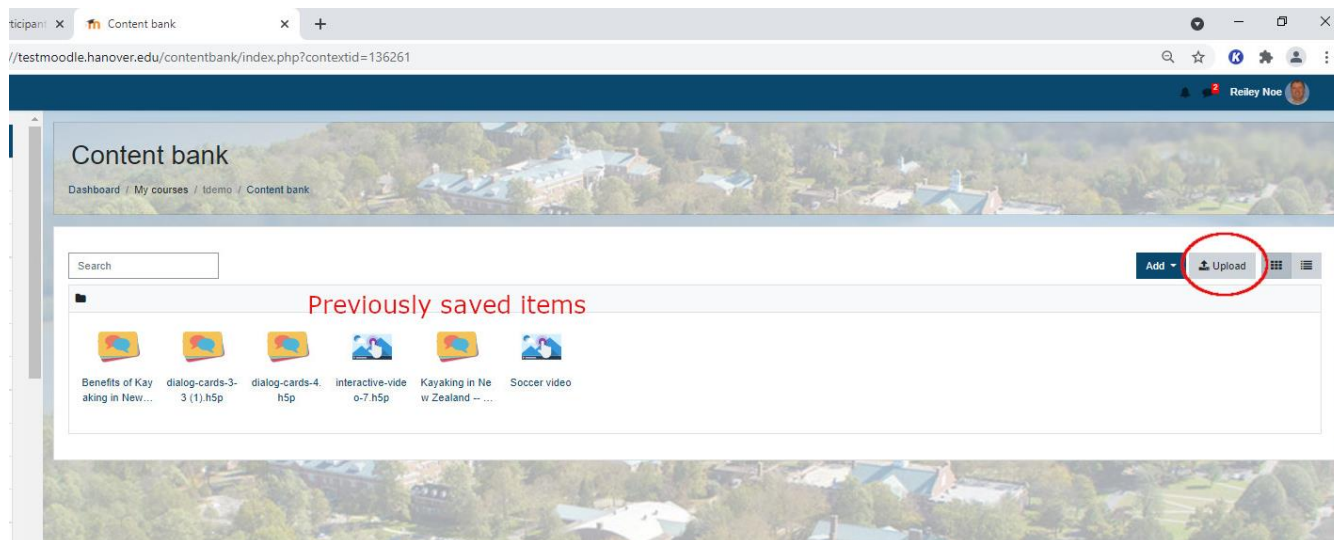 ticipant
Content bank
//testmoodle.hanover.edu/contentbank/index.php?contextid=136261
2 Reiley Noe
Content bank
Dashboard / My courses / tdemo / Content bank
Search
Add Upload
Previously saved items
Benefits of Kay
aking in New...
dialog-cards-3-
3 (1).h5p
dialog-cards-4.
h5p
interactive-vide
o-7.h5p
Kayaking in Ne
w Zealand -- ...
Soccer video